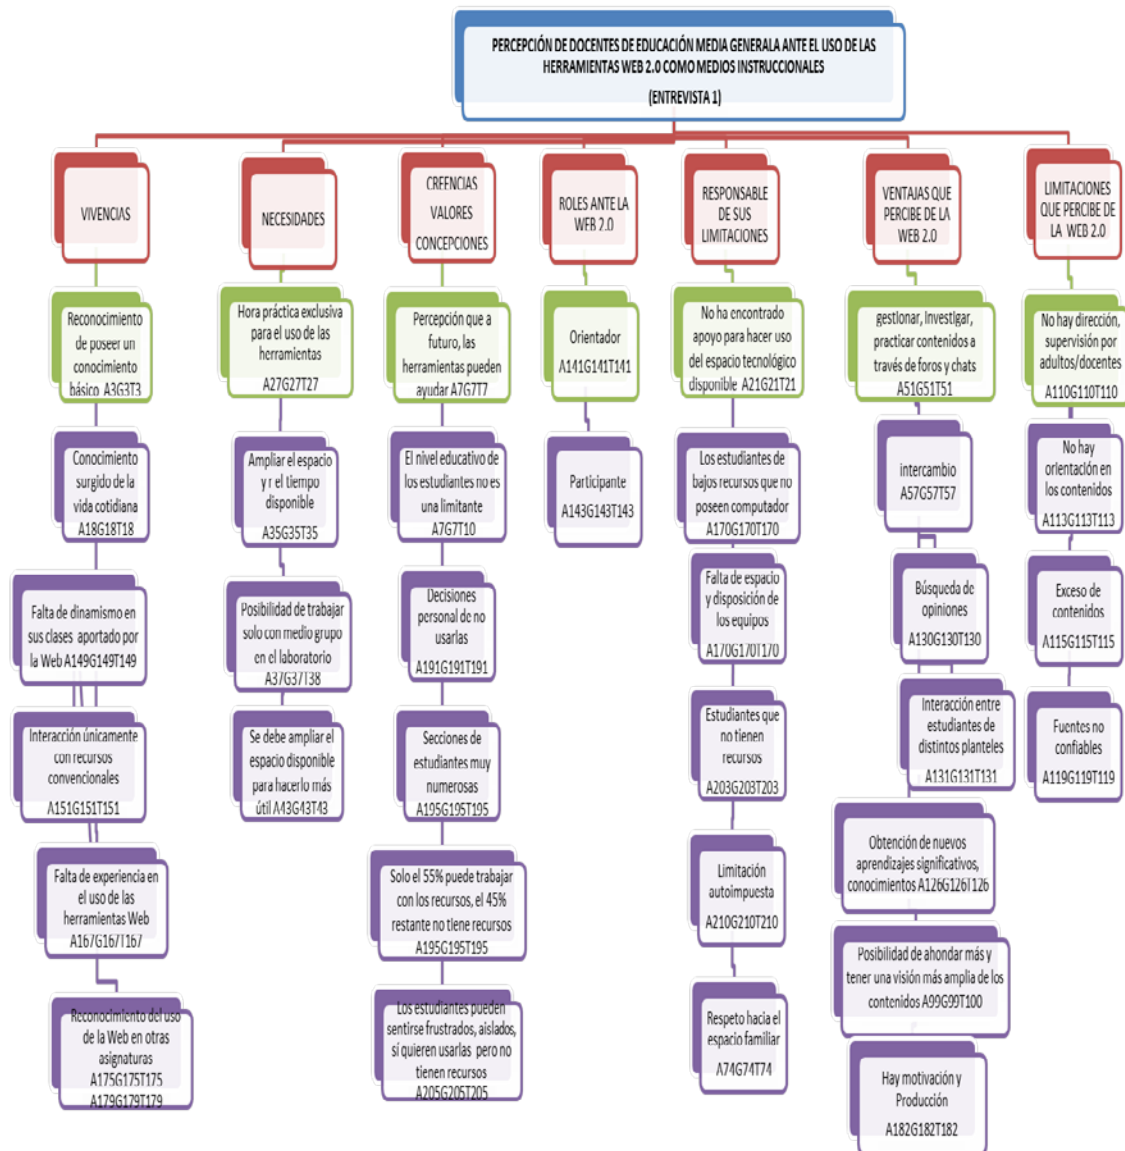 PERCEPCIÓN DE DOCENTES DE EDUCACIÓN MEDIA GENERALA ANTE EL USO DE LAS
HERRAMIENTAS WEB 2.0 COMO MEDIOS INSTRUCCIONALES
(ENTREVISTA 1)
VIVENCIAS
Reconocimiento
de poseer un
conocimiento
básico A3G3T3
Conocimiento
surgido de la
vida cotidiana
A18G18T18
Falta de dinamismo en
sus clases aportado por
la Web A149G149T149
Interacción únicamente
con recursos
convencionales
A151G151T151
Falta de experiencia en
el uso de las
herramientas Web
A167G167T167
Reconocimiento del uso
de la Web en otras
asignaturas
A175G175T175
A179G179T179
NECESIDADES
Hora práctica exclusiva
para el uso de las
herramientas
A27G27T27
Ampliar el espacio
y r el tiempo
disponible
A35G35T35
Posibilidad de trabajar
solo con medio grupo
en el laboratorio
A37G37T38
Se debe ampliar el
espacio disponible
para hacerlo más
útil A43G43T43
CREENCIAS
VALORES
CONCEPCIONES
Percepción que a
futuro, las
herramientas pueden
ayudar A7G7T7
El nivel educativo de
los estudiantes no es
una limitante
A7G7T10
Decisiones
personal de no
usarlas
A191G191T191
Secciones de
estudiantes muy
numerosas
A195G195T195
Solo el 55% puede trabajar
con los recursos, el 45%
restante no tiene recursos
A195G195T195
Los estudiantes pueden
sentirse frustrados, aislados,
sí quieren usarlas pero no
tienen recursos
A205G205T205
ROLES ANTE LA
WEB 2.0
Orientador
A141G141T141
Participante
A143G143T143
RESPONSABLE
DE SUS
LIMITACIONES
No ha encontrado
apoyo para hacer uso
del espacio tecnológico
disponible A21G21T21
Los estudiantes de
bajos recursos que no
poseen computador
A170G170T170
Falta de espacio
y disposición de
los equipos
A170G170T170
Estudiantes que
no tienen
recursos
A203G203T203
Limitación
autoimpuesta
A210G210T210
Respeto hacia el
espacio familiar
A74G74T74
VENTAJAS QUE
PERCIBE DE LA
WEB 2.0
gestionar, investigar,
practicar contenidos a
través de foros y chats
A51G51T51
intercambio
A57G57T57
Búsqueda de
opiniones
A130G130T130
Interacción entre
estudiantes de
distintos planteles
A131G131T131
Obtención de nuevos
aprendizajes significativos,
conocimientos A126G126T126
Posibilidad de ahondar más y
tener una visión más amplia de los
contenidos A99G99T100
Hay motivación y
Producción
A182G182T182
LIMITACIONES
QUE PERCIBE DE
LA WEB 2.0
No hay dirección,
supervisión por
adultos/docentes
A110G110T110
No hay
orientación en
los contenidos
A113G113T113
Exceso de
contenidos
A115G115T115
Fuentes no
confiables
A119G119T119